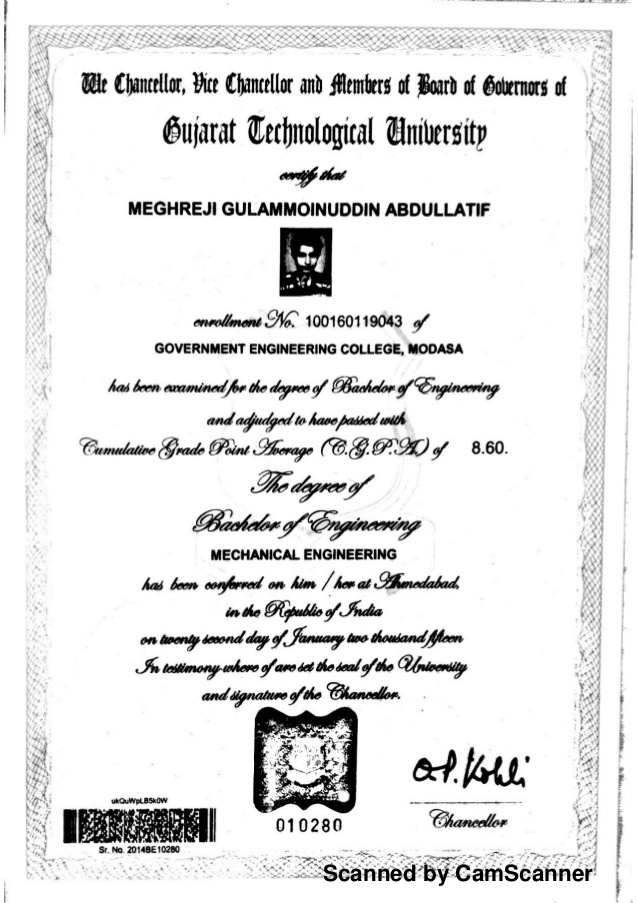 We Chancellor, Vice Chancellor and Members of Board of Governors of
Gujarat Technological University
certify that
MEGHREJI GULAMMOINUDDIN ABDULLATIF
enrollment No. 100160119043 of
GOVERNMENT ENGINEERING COLLEGE, MODASA
has been examined for the degree of Bachelor of Engineering
and adjudged to have passed with
Cumulative Grade Point Average (C.G.P.A.) of 8.60.
The degree of
Bachelor of Engineering
MECHANICAL ENGINEERING
has been conferred on him / her at Ahmedabad,
in the Republic of India
on twenty second day of January two thousand fifteen
In testimony where of are set the seal of the University
and signature of the Chancellor.
O.P. Kohli
ukQuWpLB5k0W
010280
Chancellor
Sr. No. 2014BE10280
Scanned by CamScanner